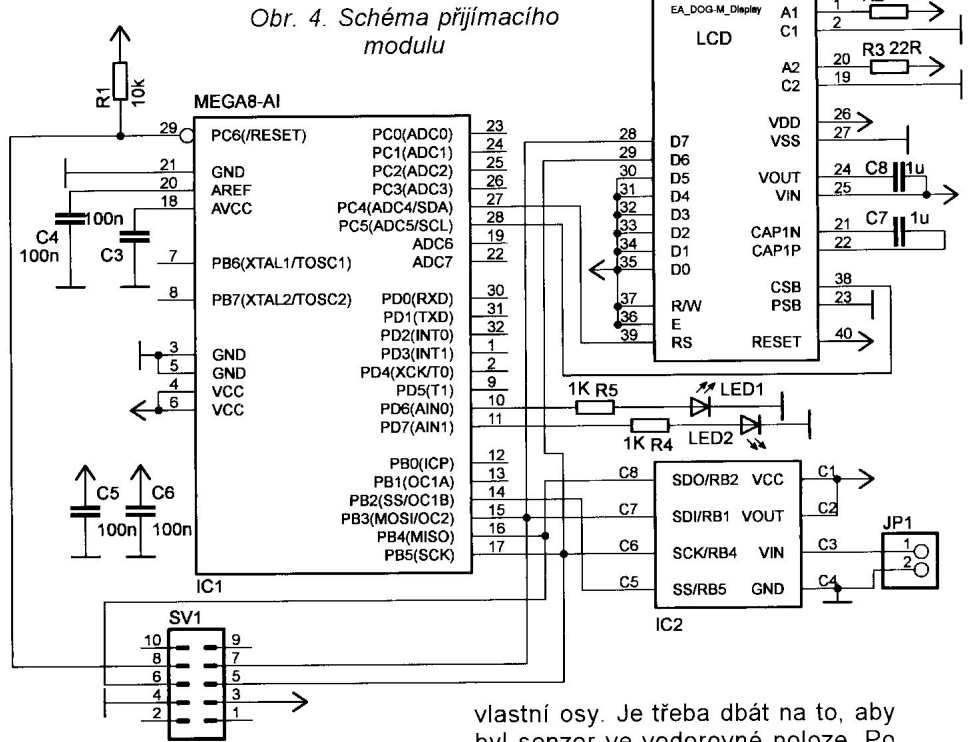 Obr. 4. Schéma přijímacího
modulu
R1
10k
MEGA8-AI
29 PC6(/RESET)
21 GND
20 AREF
18 AVCC
C4
100n
100n
C3
7 PB6(XTAL1/TOSC1)
8 PB7(XTAL2/TOSC2)
3 GND
5 GND
4 VCC
6 VCC
C5
100n
C6
100n
PC0(ADC0) 23
PC1(ADC1) 24
PC2(ADC2) 25
PC3(ADC3) 26
PC4(ADC4/SDA) 27
PC5(ADC5/SCL) 28
ADC6 19
ADC7 22
PD0(RXD) 30
PD1(TXD) 31
PD2(INT0) 32
PD3(INT1) 1
PD4(XCK/T0) 2
PD5(T1) 9
PD6(AIN0) 10
PD7(AIN1) 11
PB0(ICP) 12
PB1(OC1A) 13
PB2(SS/OC1B) 14
PB3(MOSI/OC2) 15
PB4(MISO) 16
PB5(SCK) 17
IC1
EA_DOG-M_Display
LCD
A1 1
C1 2
R3 22R
A2 20
C2 19
VDD 26
VSS 27
VOUT 24
VIN 25
C8 1u
CAP1N 21
CAP1P 22
C7 1u
CSB 38
PSB 23
RESET 40
28 D7
29 D6
30 D5
31 D4
32 D3
33 D2
34 D1
35 D0
37 R/W
36 E
39 RS
1K R5
LED1
1K R4
LED2
C8 SDO/RB2 VCC C1
C7 SDI/RB1 VOUT C2
C6 SCK/RB4 VIN C3
C5 SS/RB5 GND C4
IC2
JP1
1
2
SV1
10 9
8 7
6 5
4 3
2 1
vlastní osy. Je třeba dbát na to, aby
byl senzor ve vodorovné poloze. Po